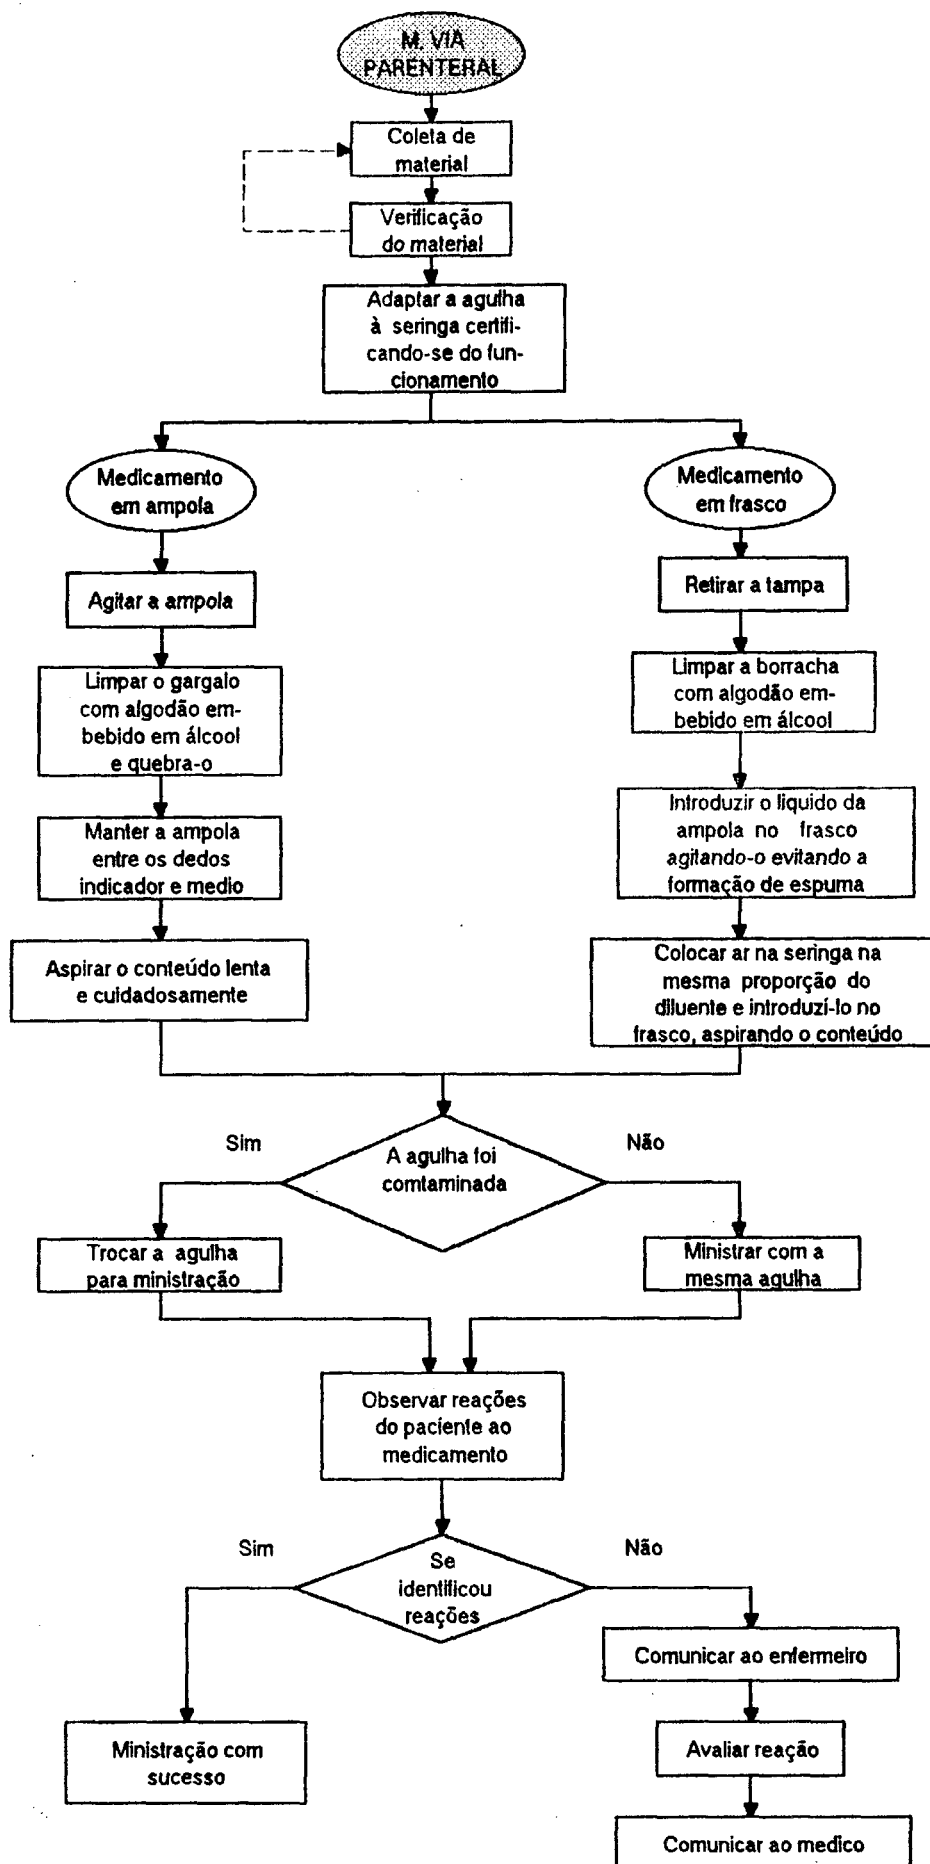 M. VIA
PARENTERAL
Coleta de
material
Verificação
do material
Adaptar a agulha
à seringa certifi-
cando-se do fun-
cionamento
Medicamento
em ampola
Medicamento
em frasco
Agitar a ampola
Retirar a tampa
Limpar o gargalo
com algodão em-
bebido em álcool
e quebra-o
Limpar a borracha
com algodão em-
bebido em álcool
Manter a ampola
entre os dedos
indicador e medio
Introduzir o líquido da
ampola no frasco
agitando-o evitando a
formação de espuma
Aspirar o conteúdo lenta
e cuidadosamente
Colocar ar na seringa na
mesma proporção do
diluente e introduzí-lo no
frasco, aspirando o conteúdo
Sim
A agulha foi
comtaminada
Não
Trocar a agulha
para ministração
Ministrar com a
mesma agulha
Observar reações
do paciente ao
medicamento
Sim
Se
identificou
reações
Não
Comunicar ao enfermeiro
Ministração com
sucesso
Avaliar reação
Comunicar ao medico